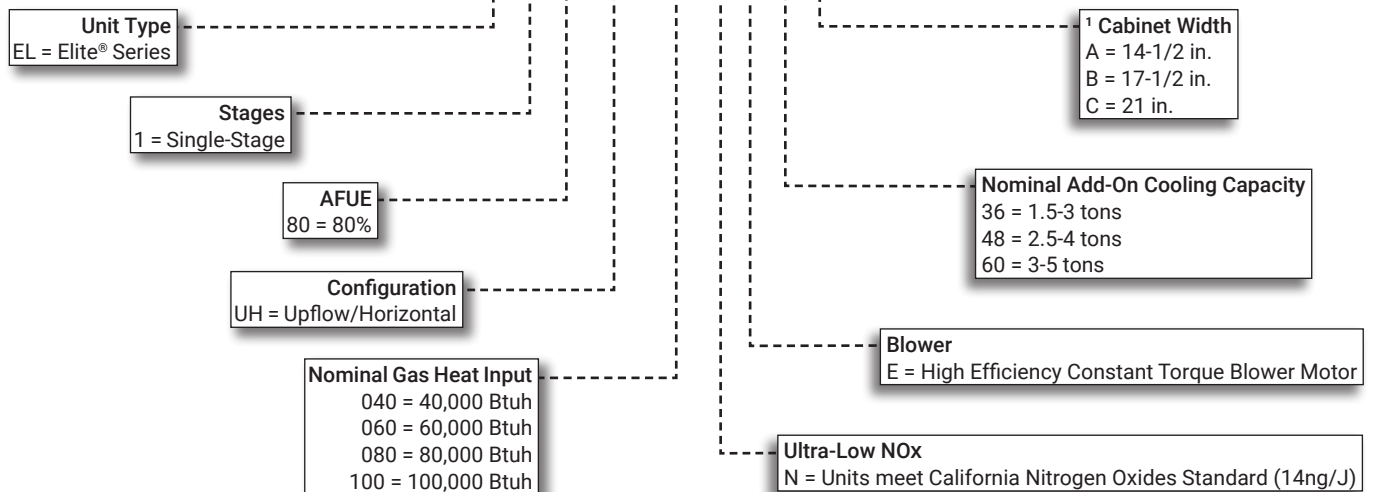 Unit Type
EL = Elite® Series
Stages
1 = Single-Stage
AFUE
80 = 80%
Configuration
UH = Upflow/Horizontal
Nominal Gas Heat Input
040 = 40,000 Btuh
060 = 60,000 Btuh
080 = 80,000 Btuh
100 = 100,000 Btuh
¹ Cabinet Width
A = 14-1/2 in.
B = 17-1/2 in.
C = 21 in.
Nominal Add-On Cooling Capacity
36 = 1.5-3 tons
48 = 2.5-4 tons
60 = 3-5 tons
Blower
E = High Efficiency Constant Torque Blower Motor
Ultra-Low NOx
N = Units meet California Nitrogen Oxides Standard (14ng/J)